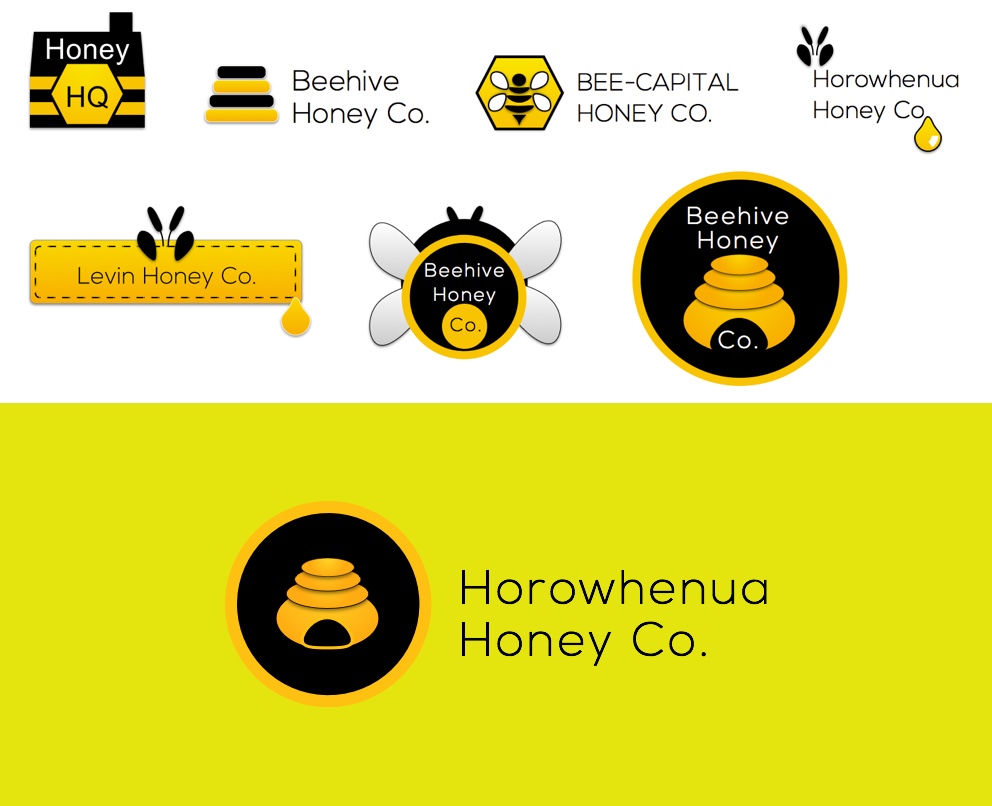 Honey
HQ
Beehive
Honey Co.
BEE-CAPITAL
HONEY CO.
Horowhenua
Honey Co.
Levin Honey Co.
Beehive
Honey
Co.
Beehive
Honey
Co.
Horowhenua
Honey Co.